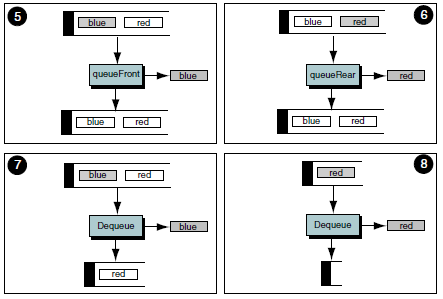 5
blue red
queueFront
blue
blue red
6
blue red
queueRear
red
blue red
7
blue red
Dequeue
blue
red
8
red
Dequeue
red